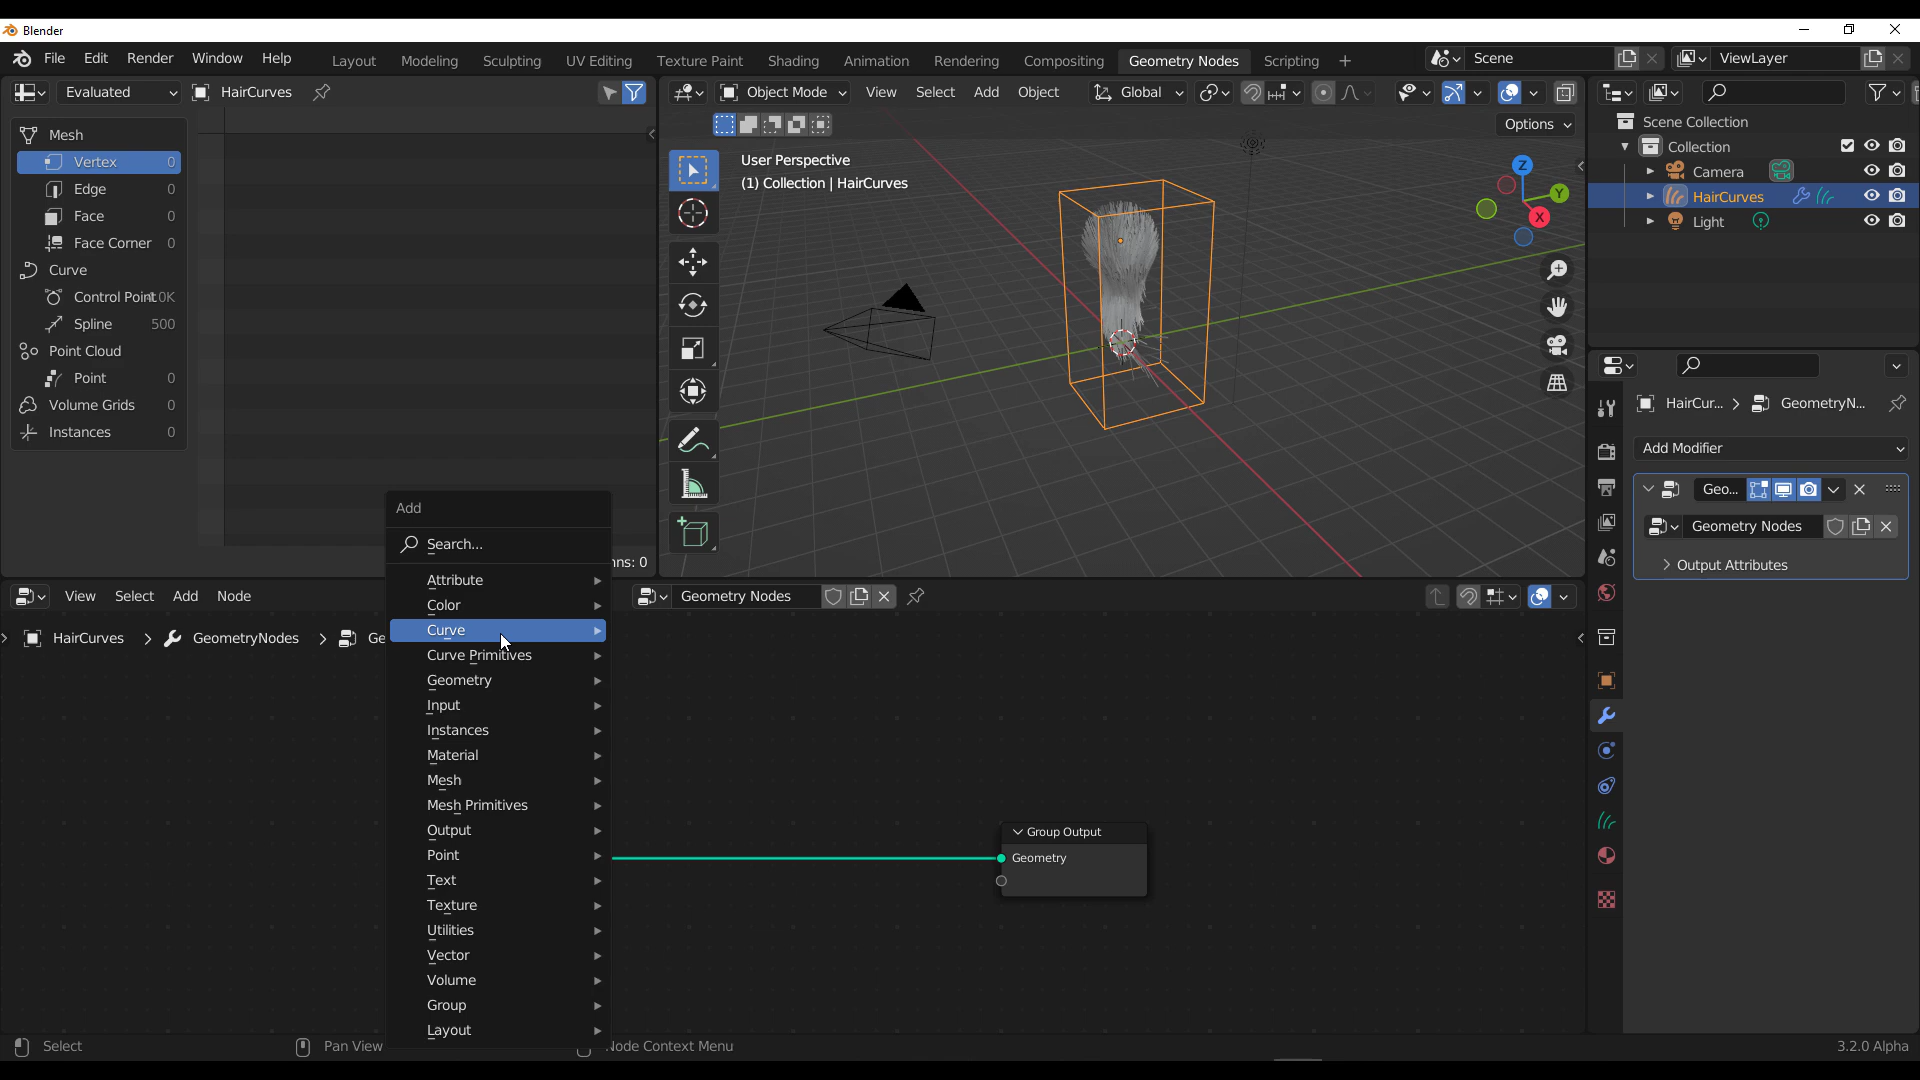 Blender
File Edit Render Window Help Layout Modeling Sculpting UV Editing Texture Paint Shading Animation Rendering Compositing Geometry Nodes Scripting + Scene ViewLayer
Evaluated HairCurves
Mesh
Vertex 0
Edge 0
Face 0
Face Corner 0
Curve
Control Point
Spline 500
Point Cloud
Point 0
Volume Grids 0
Instances 0
Object Mode View Select Add Object Global
Options
User Perspective
(1) Collection | HairCurves
Z
Y
X
Scene Collection
Collection
Camera
HairCurves
Light
HairCur... GeometryN...
Add Modifier
Geo...
Geometry Nodes
Output Attributes
ns: 0
View Select Add Node Geometry Nodes
HairCurves GeometryNodes Ge
Add
Search...
Attribute
Color
Curve
Curve Primitives
Geometry
Input
Instances
Material
Mesh
Mesh Primitives
Output
Point
Text
Texture
Utilities
Vector
Volume
Group
Layout
Group Output
Geometry
Select Pan View Node Context Menu 3.2.0 Alpha